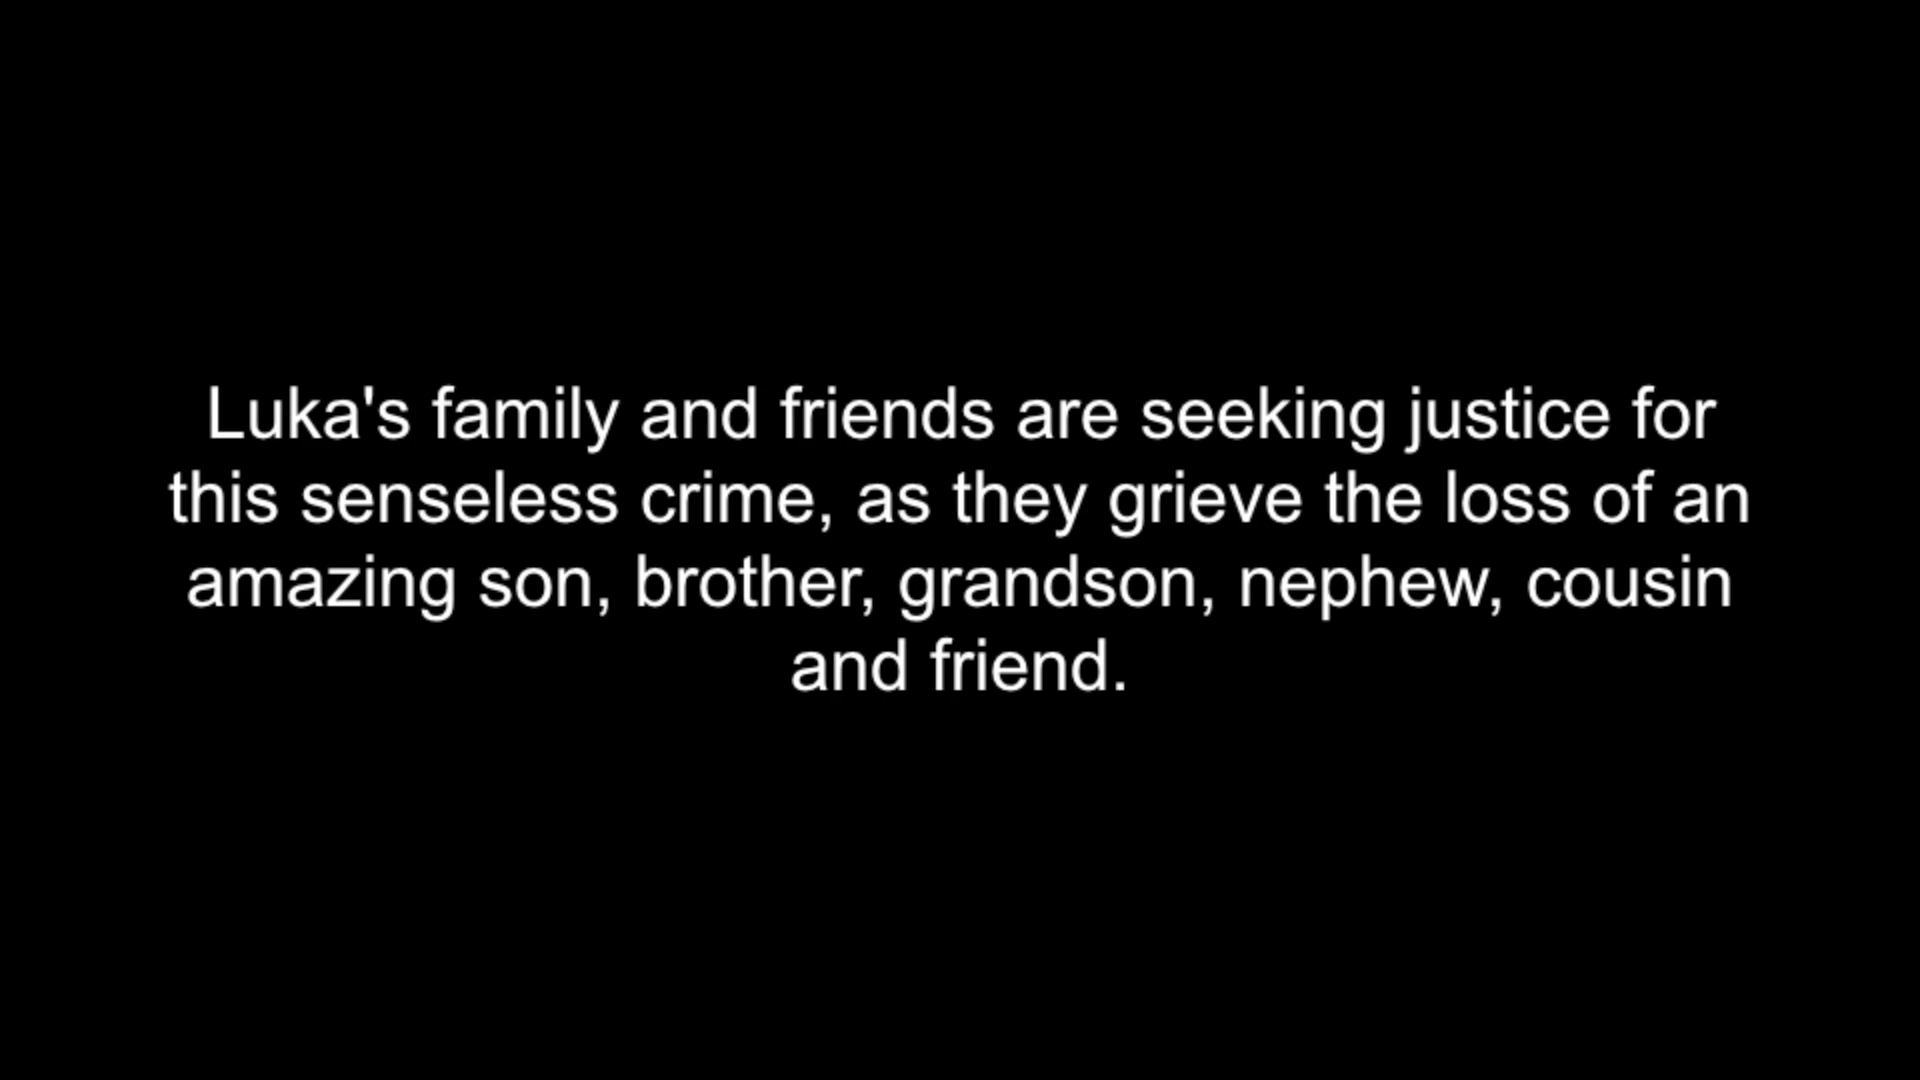 Luka's family and friends are seeking justice for
this senseless crime, as they grieve the loss of an
amazing son, brother, grandson, nephew, cousin
and friend.